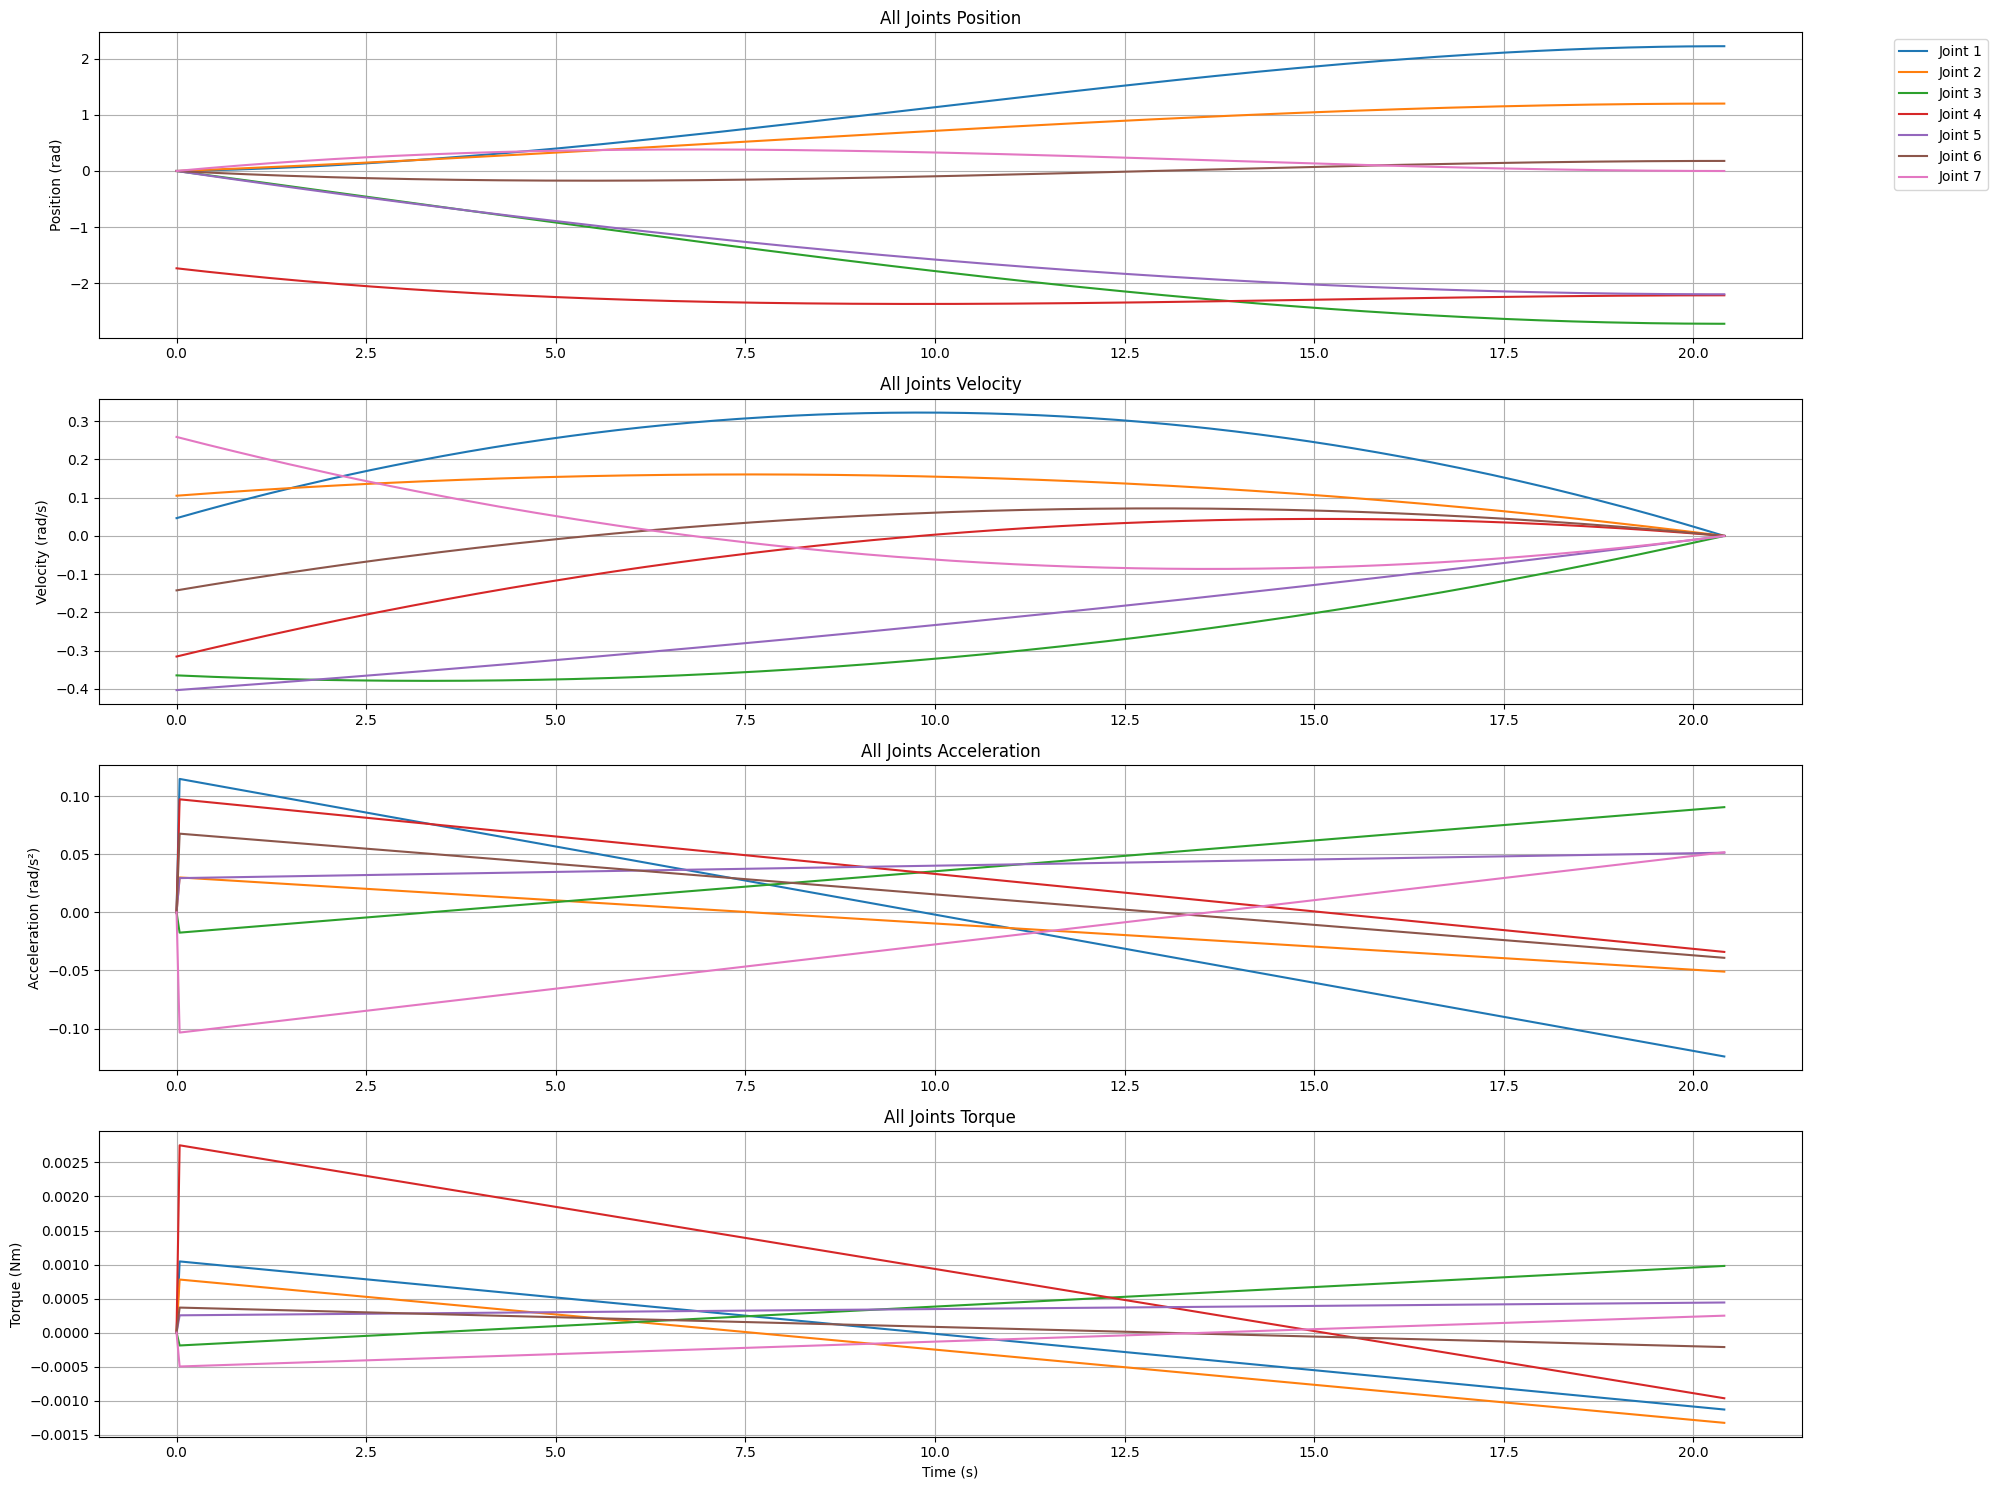 All Joints Position
Position (rad)
2
1
0
−1
−2
0.0 2.5 5.0 7.5 10.0 12.5 15.0 17.5 20.0
Joint 1
Joint 2
Joint 3
Joint 4
Joint 5
Joint 6
Joint 7
All Joints Velocity
Velocity (rad/s)
0.3
0.2
0.1
0.0
−0.1
−0.2
−0.3
−0.4
0.0 2.5 5.0 7.5 10.0 12.5 15.0 17.5 20.0
All Joints Acceleration
Acceleration (rad/s²)
0.10
0.05
0.00
−0.05
−0.10
0.0 2.5 5.0 7.5 10.0 12.5 15.0 17.5 20.0
All Joints Torque
Torque (Nm)
0.0025
0.0020
0.0015
0.0010
0.0005
0.0000
−0.0005
−0.0010
−0.0015
0.0 2.5 5.0 7.5 10.0 12.5 15.0 17.5 20.0
Time (s)